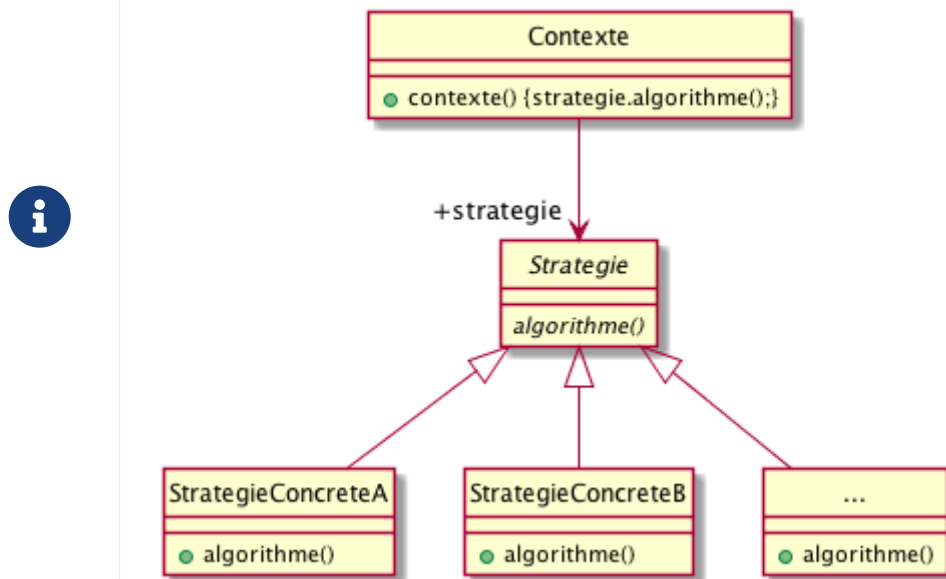 Contexte
contexte() {strategie.algorithme();}
+strategie
Strategie
algorithme()
StrategieConcreteA
StrategieConcreteB
...
algorithme()
algorithme()
algorithme()